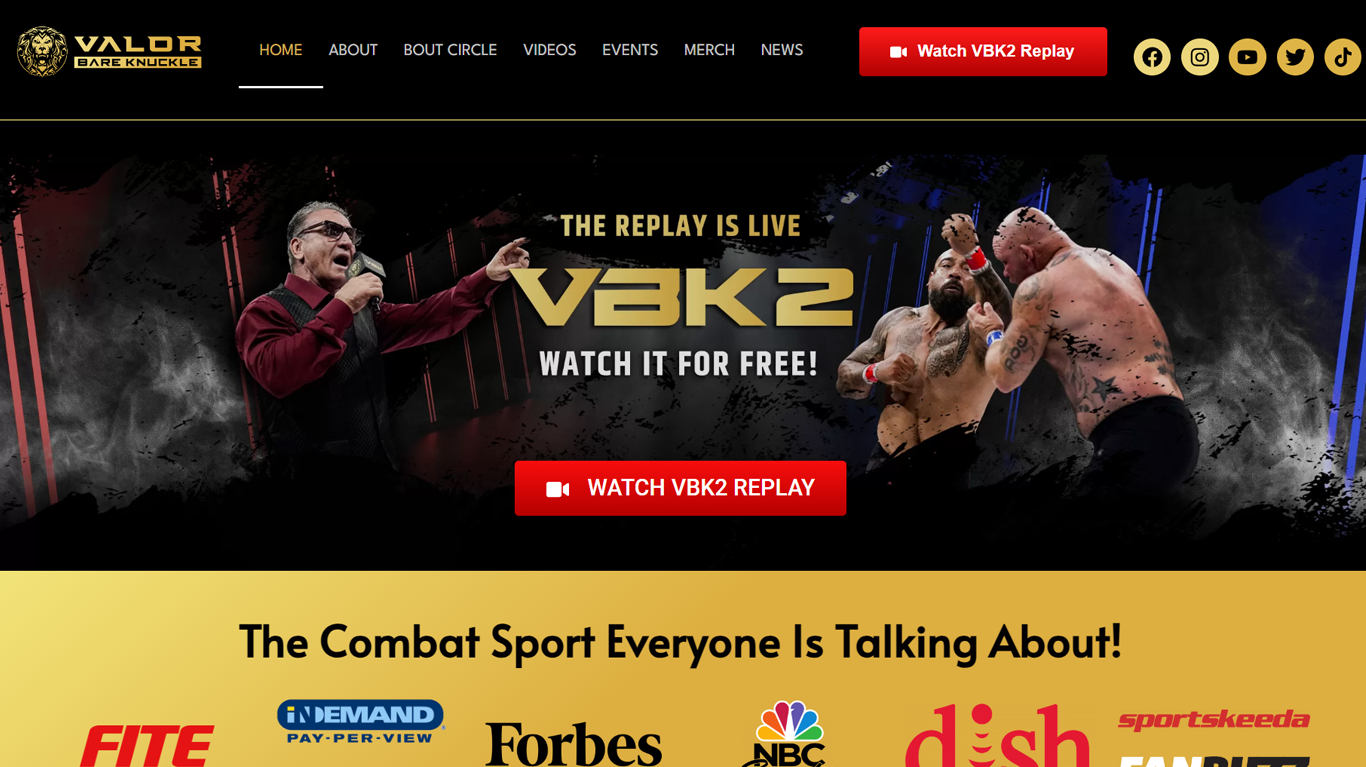 VALOR
BARE KNUCKLE
HOME ABOUT BOUT CIRCLE VIDEOS EVENTS MERCH NEWS
Watch VBK2 Replay
THE REPLAY IS LIVE
VBK2
WATCH IT FOR FREE!
WATCH VBK2 REPLAY
The Combat Sport Everyone Is Talking About!
FITE
iNDEMAND
PAY-PER-VIEW
Forbes
NBC
dish
sportskeeda